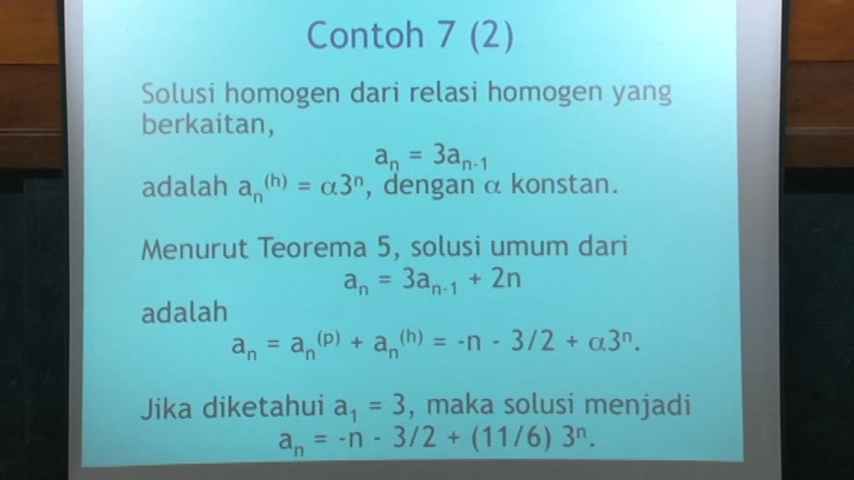 Contoh 7 (2)
Solusi homogen dari relasi homogen yang
berkaitan,
aₙ = 3aₙ₋₁
adalah aₙ⁽ʰ⁾ = α3ⁿ, dengan α konstan.
Menurut Teorema 5, solusi umum dari
aₙ = 3aₙ₋₁ + 2n
adalah
aₙ = aₙ⁽ᵖ⁾ + aₙ⁽ʰ⁾ = -n - 3/2 + α3ⁿ.
Jika diketahui a₁ = 3, maka solusi menjadi
aₙ = -n - 3/2 + (11/6) 3ⁿ.